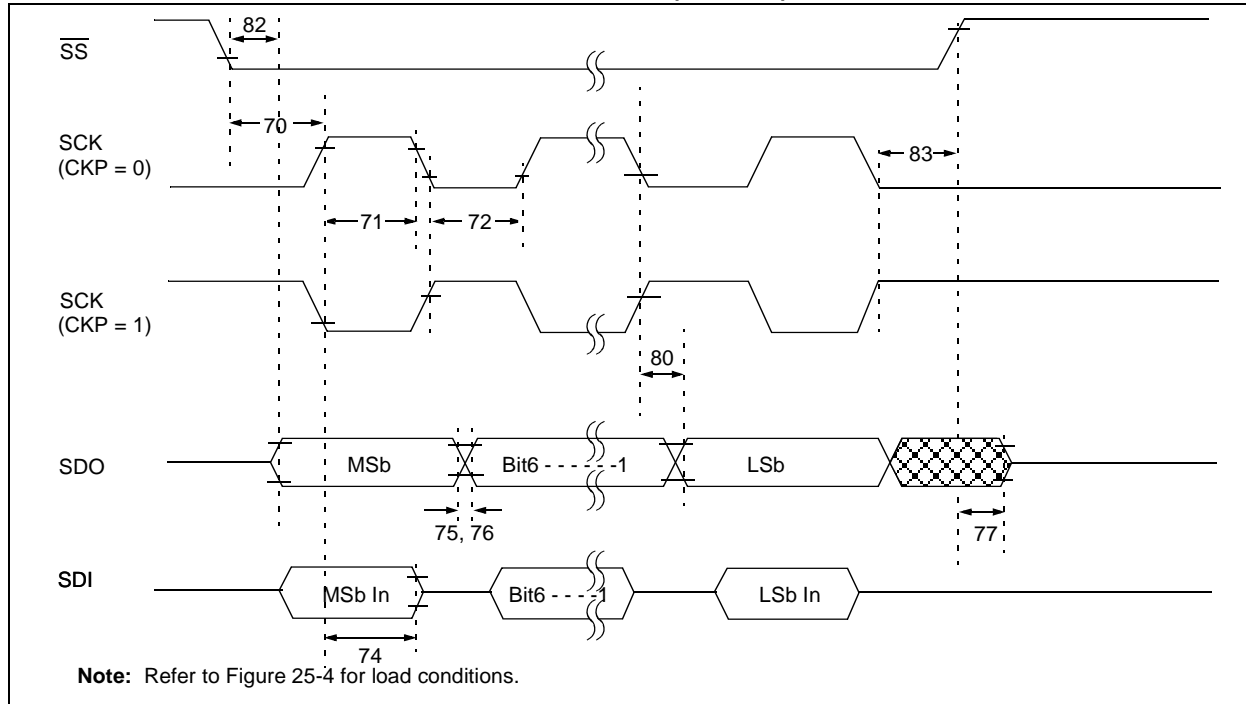 82
SS
70
SCK
(CKP = 0)
83
71
72
SCK
(CKP = 1)
80
SDO
MSb
Bit6 - - - - - -1
LSb
75, 76
77
SDI
MSb In
Bit6 - - - -1
LSb In
74
Note: Refer to Figure 25-4 for load conditions.